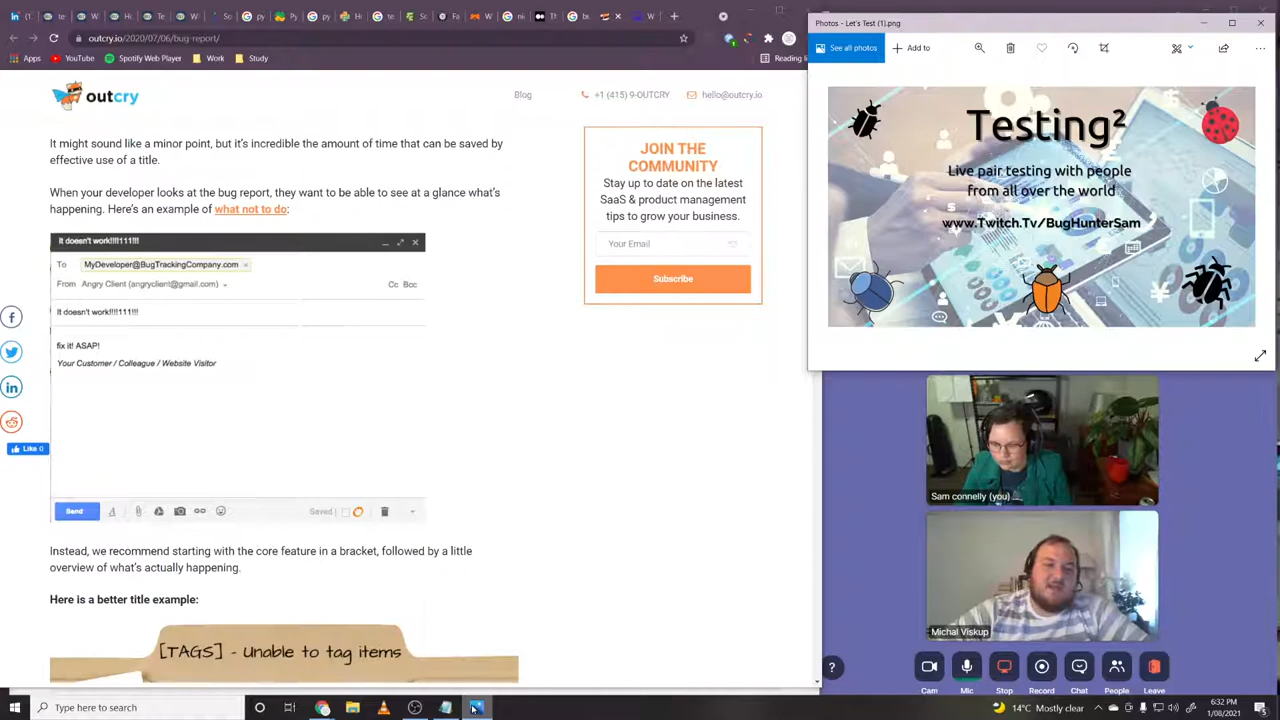 Photos - Let's Test (1).png
outcry.io/2020/07/06/bug-report/
Apps
YouTube
Spotify Web Player
Work
Study
Reading
See all photos
Add to
outcry
Blog
+1 (415) 9-OUTCRY
hello@outcry.io
It might sound like a minor point, but it's incredible the amount of time that can be saved by
effective use of a title.
When your developer looks at the bug report, they want to be able to see at a glance what's
happening. Here's an example of what not to do:
It doesn't work!!!!111!!!
To MyDeveloper@BugTrackingCompany.com ×
From Angry Client (angryclient@gmail.com)
Cc Bcc
It doesn't work!!!!111!!!
fix it! ASAP!
Your Customer / Colleague / Website Visitor
Send
Saved
Like 0
Instead, we recommend starting with the core feature in a bracket, followed by a little
overview of what's actually happening.
Here is a better title example:
[TAGS] - Unable to tag items
JOIN THE
COMMUNITY
Stay up to date on the latest
SaaS & product management
tips to grow your business.
Your Email
Subscribe
Testing²
Live pair testing with people
from all over the world
www.Twitch.Tv/BugHunterSam
Sam connelly (you)
Michal Viskup
?
Cam
Mic
Stop
Record
Chat
People
Leave
Type here to search
14°C Mostly clear
6:32 PM
1/08/2021